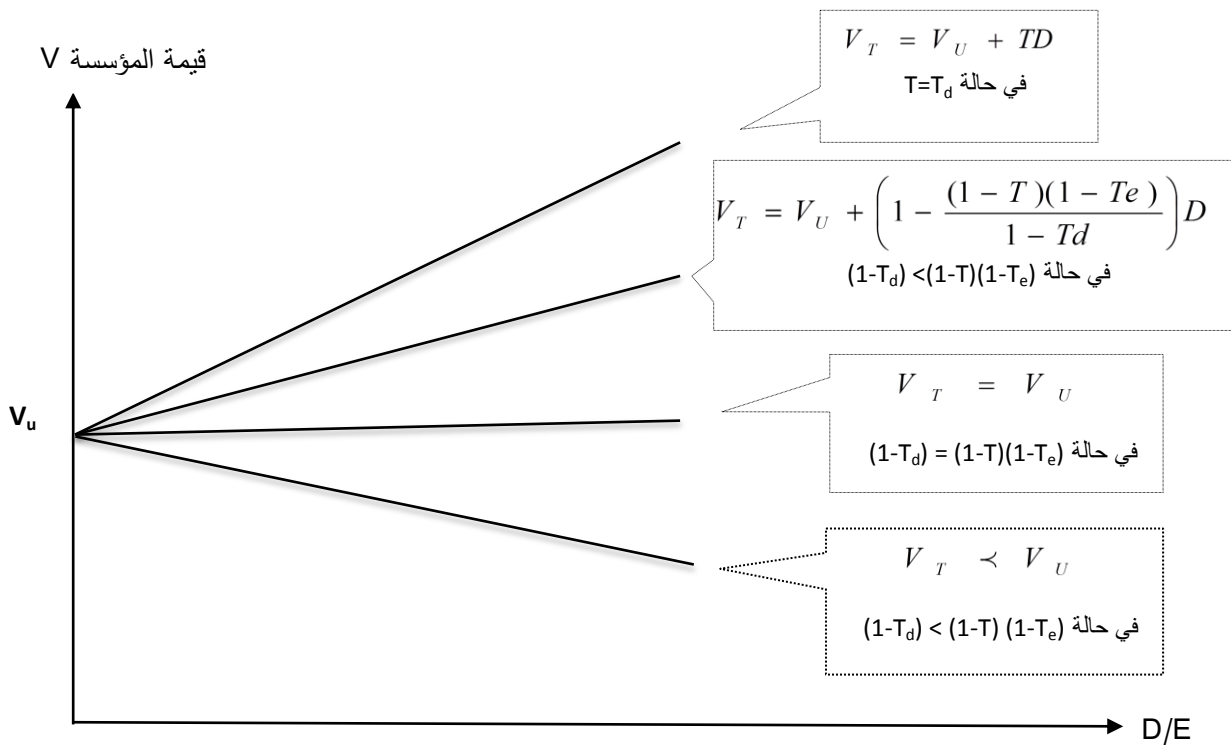 V قيمة المؤسسة
V_T = V_U + TD
في حالة T=T_d
V_T = V_U + (1 - (1 - T)(1 - Te) / (1 - Td)) D
في حالة (1-T_d) <(1-T)(1-T_e)
V_u
V_T = V_U
في حالة (1-T_d) = (1-T)(1-T_e)
V_T ≺ V_U
في حالة (1-T_d) < (1-T) (1-T_e)
D/E